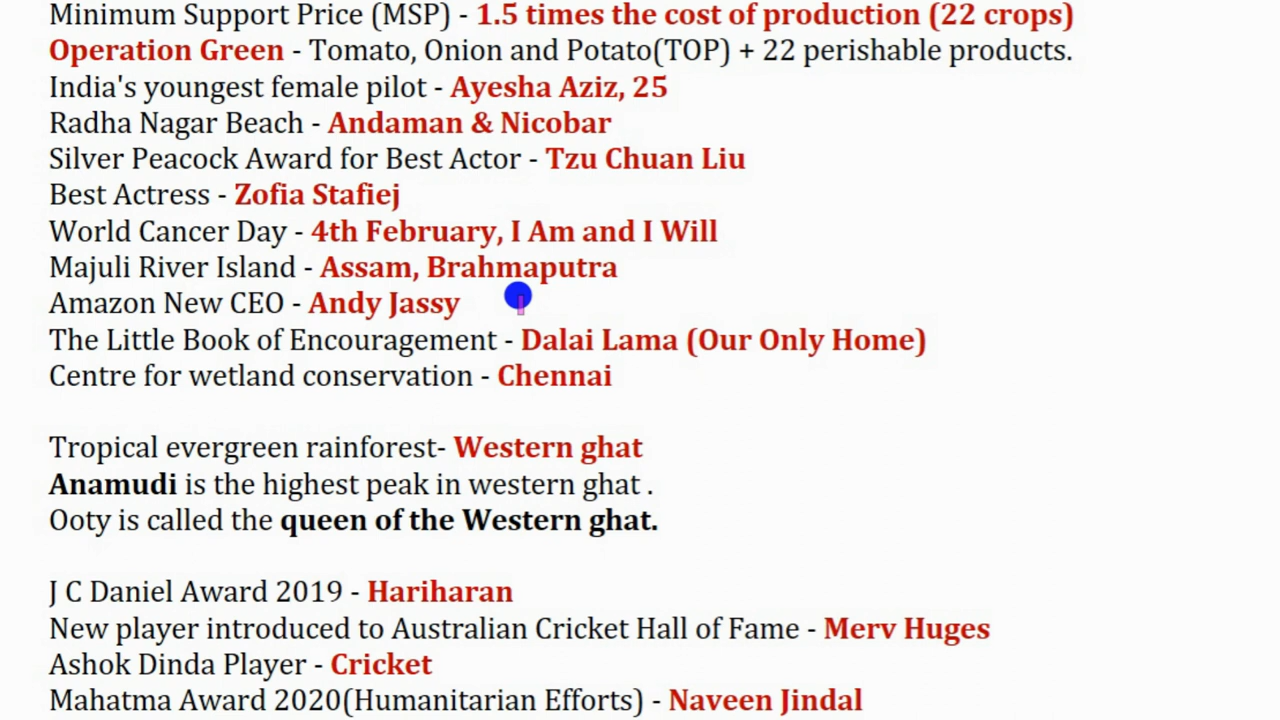 Minimum Support Price (MSP) - 1.5 times the cost of production (22 crops)
Operation Green - Tomato, Onion and Potato(TOP) + 22 perishable products.
India's youngest female pilot - Ayesha Aziz, 25
Radha Nagar Beach - Andaman & Nicobar
Silver Peacock Award for Best Actor - Tzu Chuan Liu
Best Actress - Zofia Stafiej
World Cancer Day - 4th February, I Am and I Will
Majuli River Island - Assam, Brahmaputra
Amazon New CEO - Andy Jassy
The Little Book of Encouragement - Dalai Lama (Our Only Home)
Centre for wetland conservation - Chennai
Tropical evergreen rainforest- Western ghat
Anamudi is the highest peak in western ghat .
Ooty is called the queen of the Western ghat.
J C Daniel Award 2019 - Hariharan
New player introduced to Australian Cricket Hall of Fame - Merv Huges
Ashok Dinda Player - Cricket
Mahatma Award 2020(Humanitarian Efforts) - Naveen Jindal